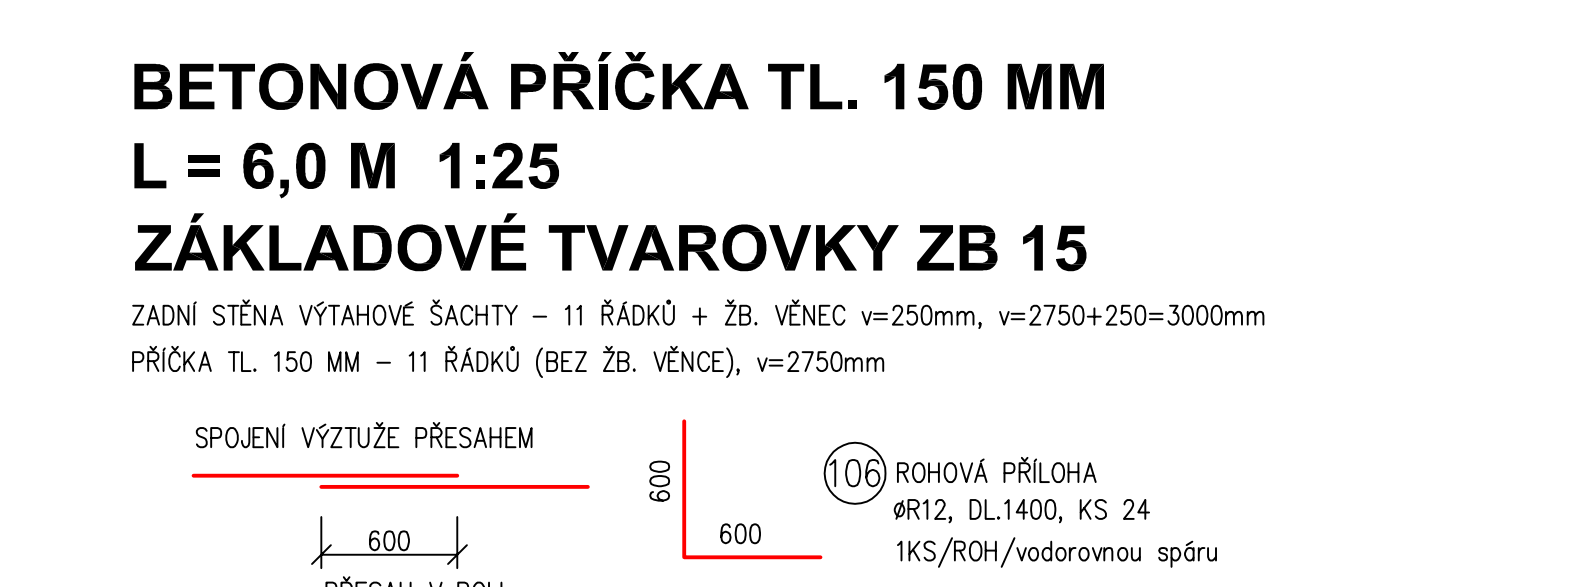 BETONOVÁ PŘÍČKA TL. 150 MM
L = 6,0 M 1:25
ZÁKLADOVÉ TVAROVKY ZB 15
ZADNÍ STĚNA VÝTAHOVÉ ŠACHTY – 11 ŘÁDKŮ + ŽB. VĚNEC v=250mm, v=2750+250=3000mm
PŘÍČKA TL. 150 MM – 11 ŘÁDKŮ (BEZ ŽB. VĚNCE), v=2750mm
SPOJENÍ VÝZTUŽE PŘESAHEM
600
600
600
106 ROHOVÁ PŘÍLOHA
øR12, DL.1400, KS 24
1KS/ROH/vodorovnou spáru